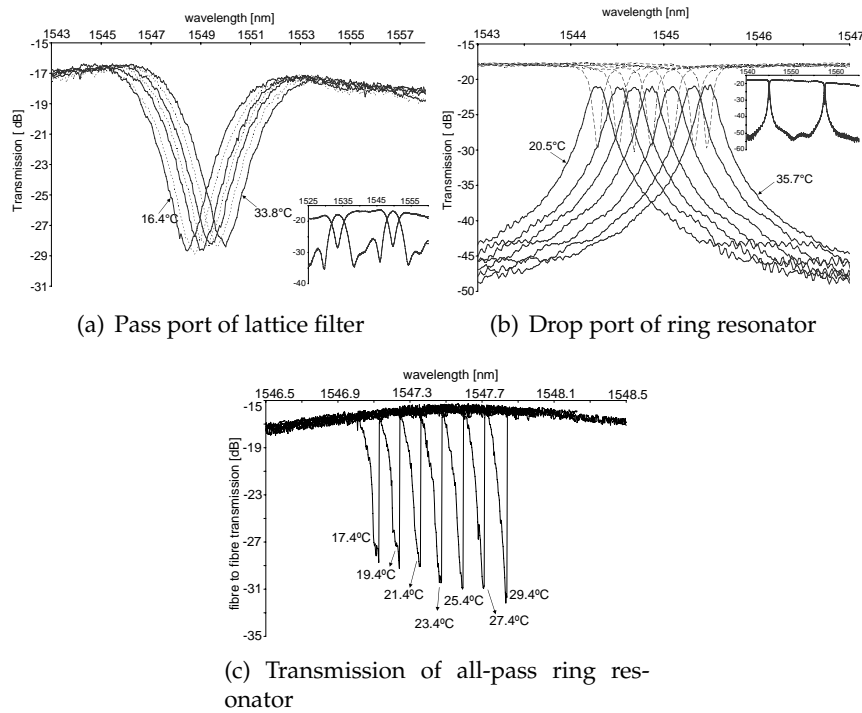 wavelength [nm]
1543 1545 1547 1549 1551 1553 1555 1557
-15
-17
-19
-21
-23
-25
-27
-29
-31
Transmission [ dB]
16.4°C
33.8°C
1525 1535 1545 1555
-20
-30
-40
(a) Pass port of lattice filter
wavelength [nm]
1543 1544 1545 1546 1547
-15
-20
-25
-30
-35
-40
-45
-50
Transmission [ dB]
20.5°C
35.7°C
1540 1550 1560
-20
-30
-40
-50
-60
(b) Drop port of ring resonator
wavelength [nm]
1546.5 1546.9 1547.3 1547.7 1548.1 1548.5
-15
-19
-23
-27
-31
-35
fibre to fibre transmission [dB]
17.4ºC
19.4ºC
21.4ºC
23.4ºC
25.4ºC
27.4ºC
29.4ºC
(c) Transmission of all-pass ring res-
onator